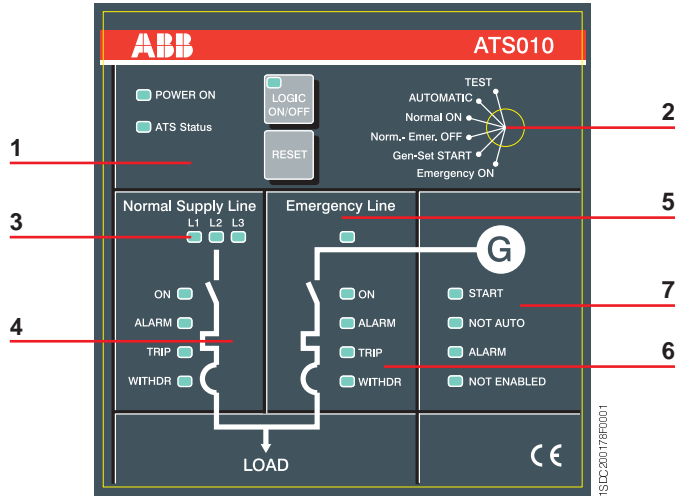 ABB
ATS010
POWER ON
ATS Status
LOGIC
ON/OFF
RESET
TEST
AUTOMATIC
Normal ON
Norm.- Emer. OFF
Gen-Set START
Emergency ON
1
2
Normal Supply Line
L1 L2 L3
Emergency Line
3
5
G
ON
ALARM
TRIP
WITHDR
4
ON
ALARM
TRIP
WITHDR
6
START
NOT AUTO
ALARM
NOT ENABLED
7
LOAD
CE
1SDC200178F0001